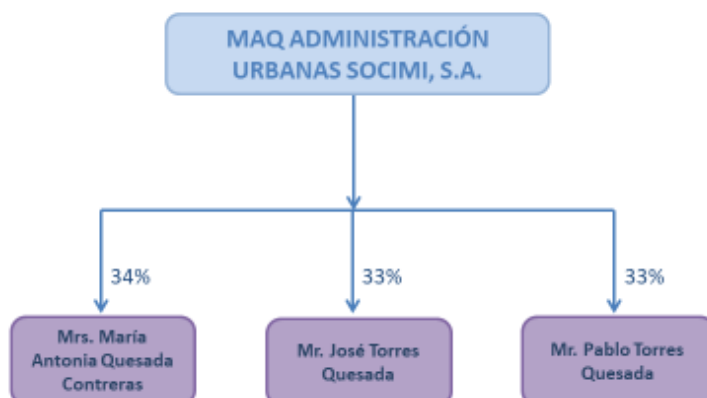 MAQ ADMINISTRACIÓN
URBANAS SOCIMI, S.A.
34%
33%
33%
Mrs. María
Antonia Quesada
Contreras
Mr. José Torres
Quesada
Mr. Pablo Torres
Quesada